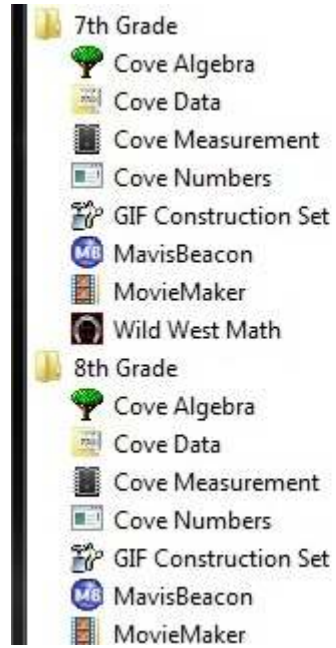 7th Grade
Cove Algebra
Cove Data
Cove Measurement
Cove Numbers
GIF Construction Set
MavisBeacon
MovieMaker
Wild West Math
8th Grade
Cove Algebra
Cove Data
Cove Measurement
Cove Numbers
GIF Construction Set
MavisBeacon
MovieMaker